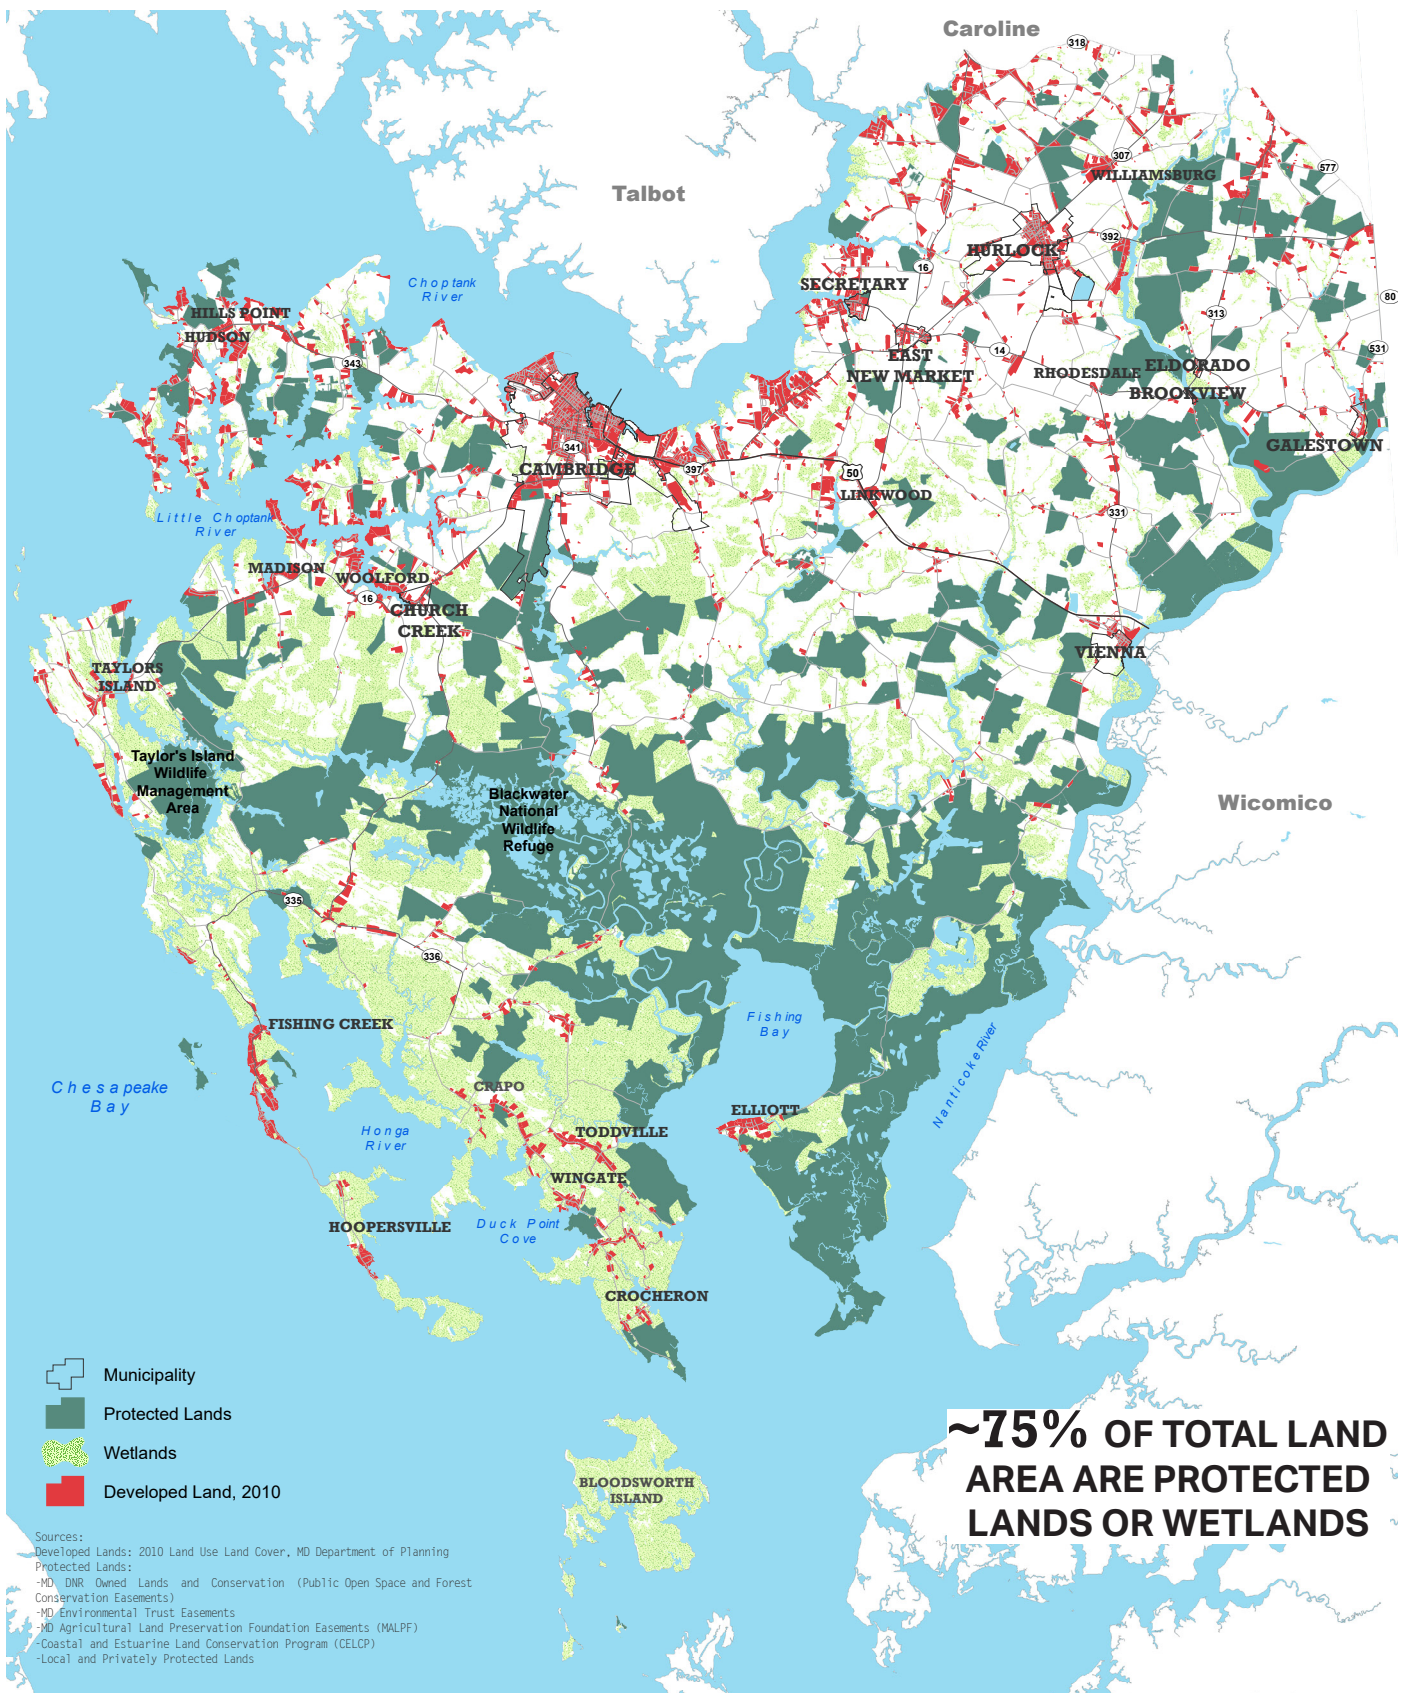 Caroline
318
307
577
WILLIAMSBURG
Talbot
392
HURLOCK
16
SECRETARY
80
Choptank
River
HILLS POINT
HUDSON
313
343
EAST
NEW MARKET
14
531
RHODESDALE
ELDORADO
BROOKVIEW
GALESTOWN
341
CAMBRIDGE
397
50
LINKWOOD
331
Little Choptank
River
MADISON
WOOLFORD
16
CHURCH
CREEK
VIENNA
TAYLORS
ISLAND
Taylor's Island
Wildlife
Management
Area
Blackwater
National
Wildlife
Refuge
Wicomico
335
336
FISHING CREEK
Fishing
Bay
Nanticoke River
Chesapeake
Bay
CRAPO
ELLIOTT
Honga
River
TODDVILLE
WINGATE
HOOPERSVILLE
Duck Point
Cove
CROCHERON
Municipality
Protected Lands
Wetlands
Developed Land, 2010
BLOODSWORTH
ISLAND
~75% OF TOTAL LAND
AREA ARE PROTECTED
LANDS OR WETLANDS
Sources:
Developed Lands: 2010 Land Use Land Cover, MD Department of Planning
Protected Lands:
-MD DNR Owned Lands and Conservation (Public Open Space and Forest
Conservation Easements)
-MD Environmental Trust Easements
-MD Agricultural Land Preservation Foundation Easements (MALPF)
-Coastal and Estuarine Land Conservation Program (CELCP)
-Local and Privately Protected Lands